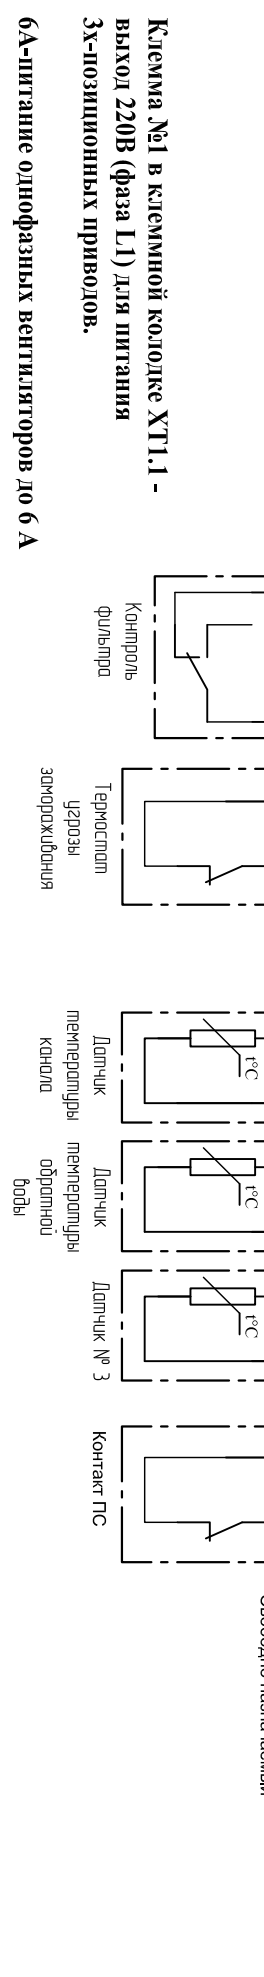 Клемма №1 в клеммной колодке XT1.1 -
выход 220В (фаза L1) для питания
3х-позиционных приводов.
6А-питание однофазных вентиляторов до 6 А
Контроль
фильтра
Термостат
угрозы
замораживания
t°C
Датчик
температуры
канала
t°C
Датчик
температуры
обратной
воды
t°C
Датчик № 3
Контакт ПС